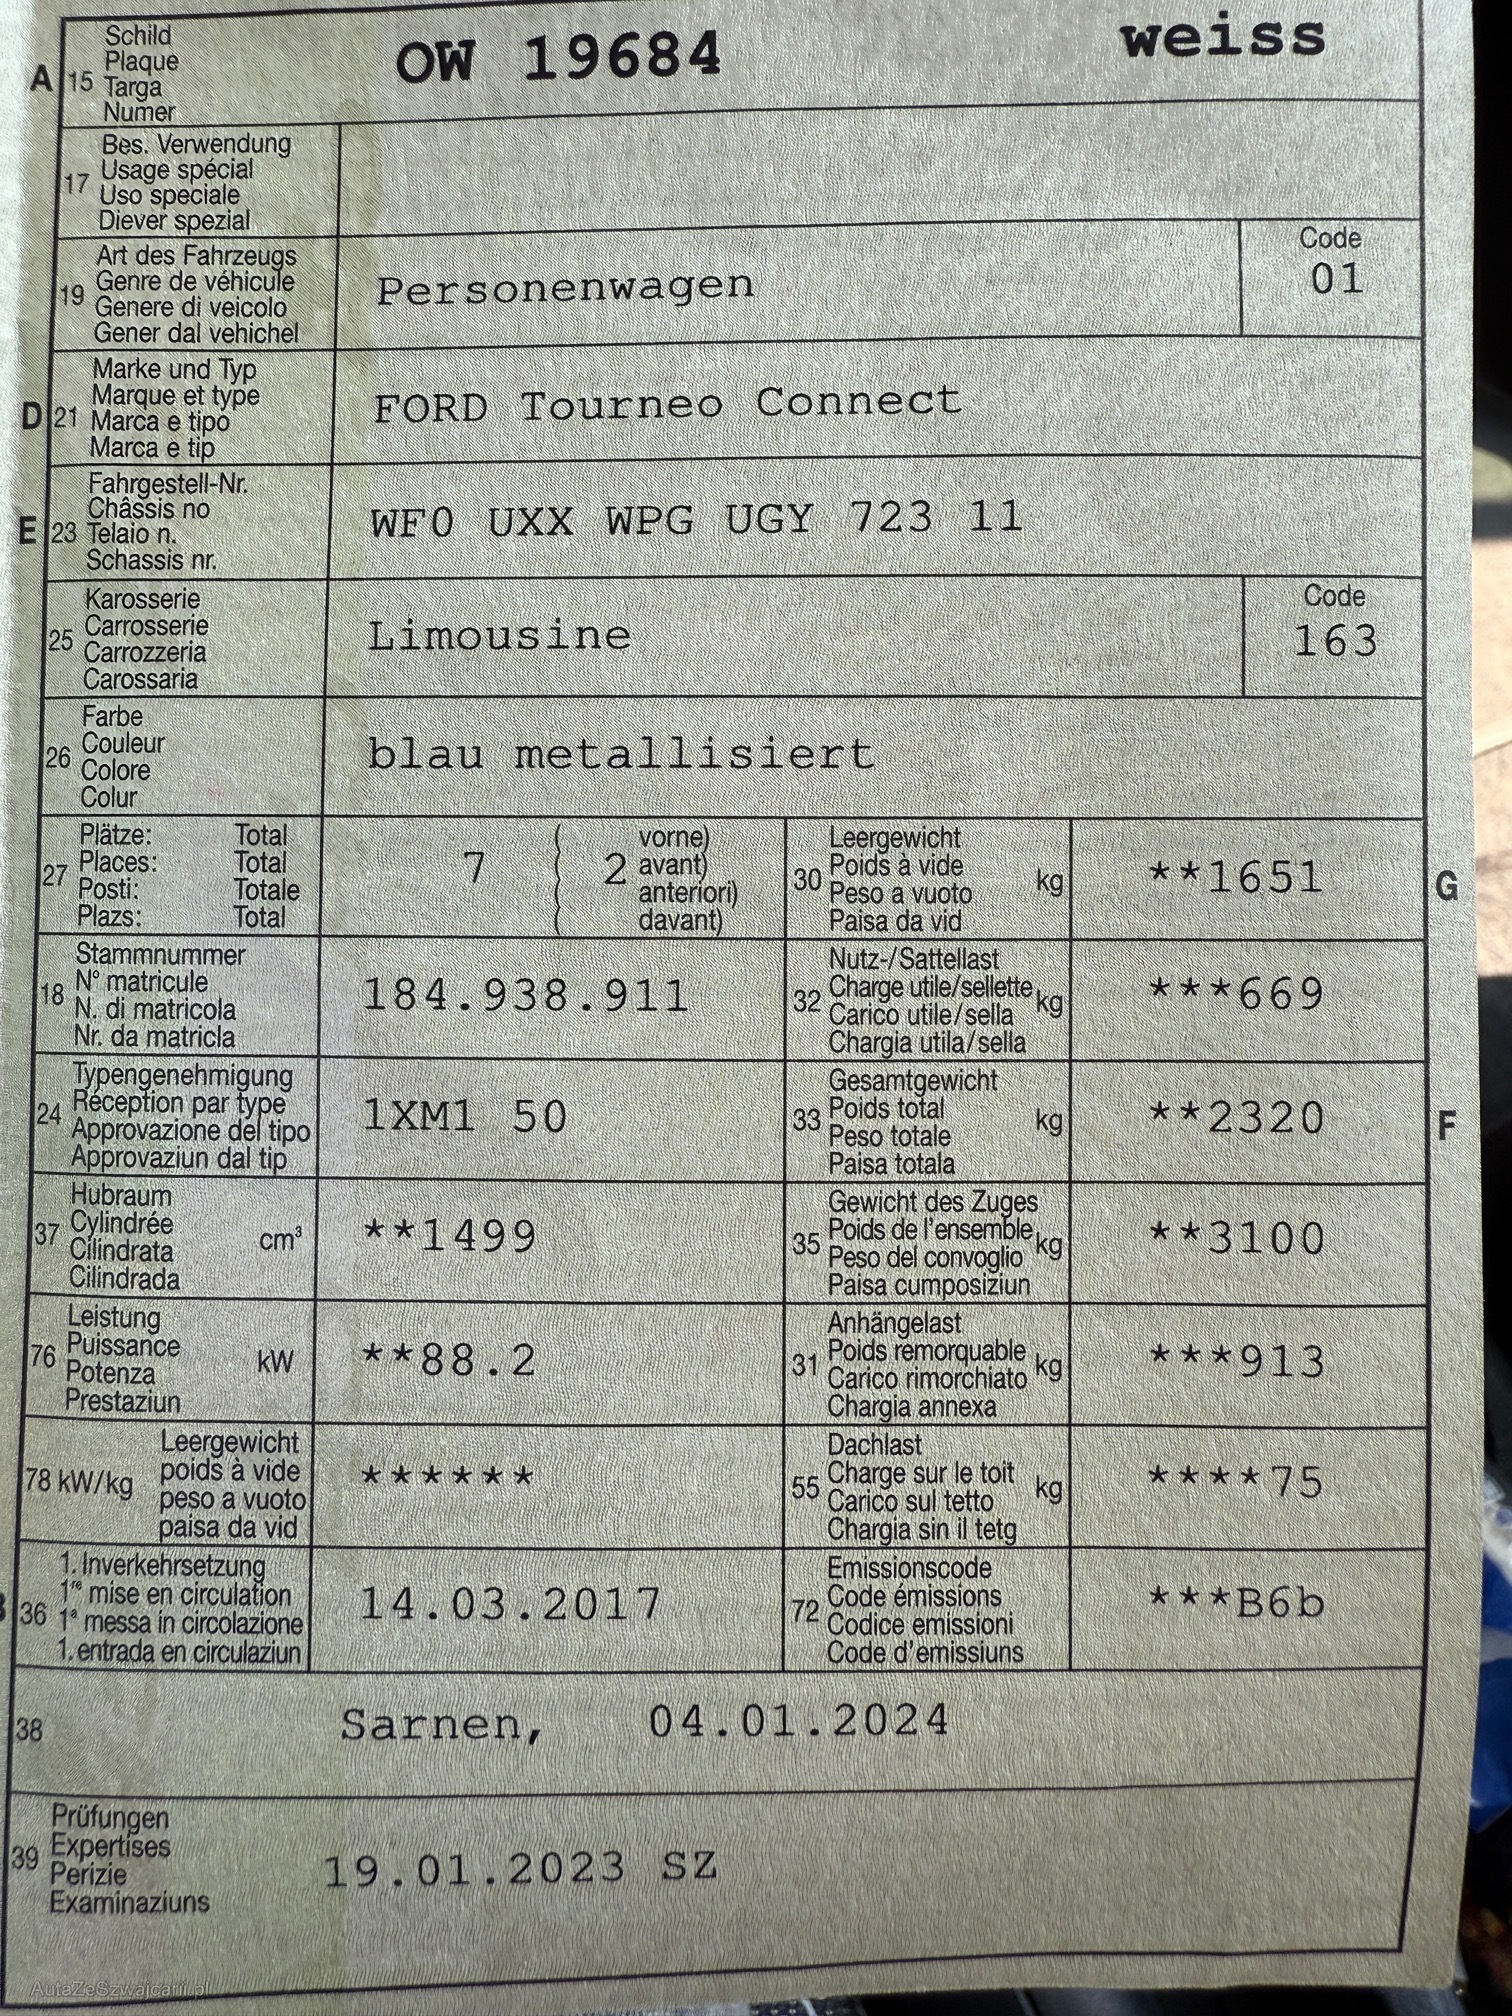 A 15 Schild
Plaque
Targa
Numer
OW 19684 weiss
17 Bes. Verwendung
Usage spécial
Uso speciale
Diever spezial
19 Art des Fahrzeugs
Genre de véhicule
Genere di veicolo
Gener dal vehichel
Personenwagen
Code
01
D 21 Marke und Typ
Marque et type
Marca e tipo
Marca e tip
FORD Tourneo Connect
E 23 Fahrgestell-Nr.
Châssis no
Telaio n.
Schassis nr.
WF0 UXX WPG UGY 723 11
25 Karosserie
Carrosserie
Carrozzeria
Carossaria
Limousine
Code
163
26 Farbe
Couleur
Colore
Colur
blau metallisiert
27 Plätze: Total
Places: Total
Posti: Totale
Plazs: Total
7 ( 2 vorne)
avant)
anteriori)
davant)
30 Leergewicht
Poids à vide
Peso a vuoto
Paisa da vid
kg **1651 G
18 Stammnummer
N° matricule
N. di matricola
Nr. da matricla
184.938.911
32 Nutz-/Sattellast
Charge utile/sellette
Carico utile/sella
Chargia utila/sella
kg ***669
24 Typengenehmigung
Réception par type
Approvazione del tipo
Approvaziun dal tip
1XM1 50
33 Gesamtgewicht
Poids total
Peso totale
Paisa totala
kg **2320 F
37 Hubraum
Cylindrée
Cilindrata
Cilindrada
cm³ **1499
35 Gewicht des Zuges
Poids de l'ensemble
Peso del convoglio
Paisa cumposiziun
kg **3100
76 Leistung
Puissance
Potenza
Prestaziun
kW **88.2
31 Anhängelast
Poids remorquable
Carico rimorchiato
Chargia annexa
kg ***913
78 kW/kg Leergewicht
poids à vide
peso a vuoto
paisa da vid
******
55 Dachlast
Charge sur le toit
Carico sul tetto
Chargia sin il tetg
kg ****75
36 1. Inverkehrsetzung
1re mise en circulation
1a messa in circolazione
1. entrada en circulaziun
14.03.2017
72 Emissionscode
Code émissions
Codice emissioni
Code d'emissiuns
***B6b
38 Sarnen, 04.01.2024
39 Prüfungen
Expertises
Perizie
Examinaziuns
19.01.2023 SZ
AutaZeSzwajcarii.pl